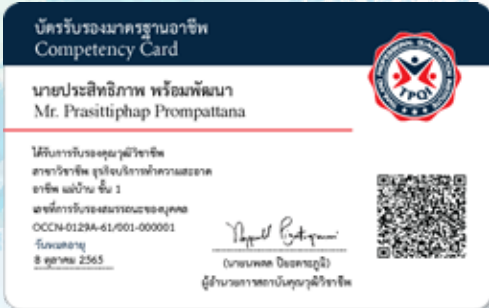 บัตรรับรองมาตรฐานอาชีพ
Competency Card
นายประสิทธิภาพ พร้อมพัฒนา
Mr. Prasittiphap Prompattana
TPQI
ได้รับการรับรองคุณวุฒิวิชาชีพ
สาขาวิชาชีพ ธุรกิจบริการทำความสะอาด
อาชีพ แม่บ้าน ชั้น 1
เลขที่การรับรองสมรรถนะของบุคคล
OCCN-0129A-61/001-000001
วันหมดอายุ
8 ตุลาคม 2565
(นายนพดล ปิยะตระภูมิ)
ผู้อำนวยการสถาบันคุณวุฒิวิชาชีพ